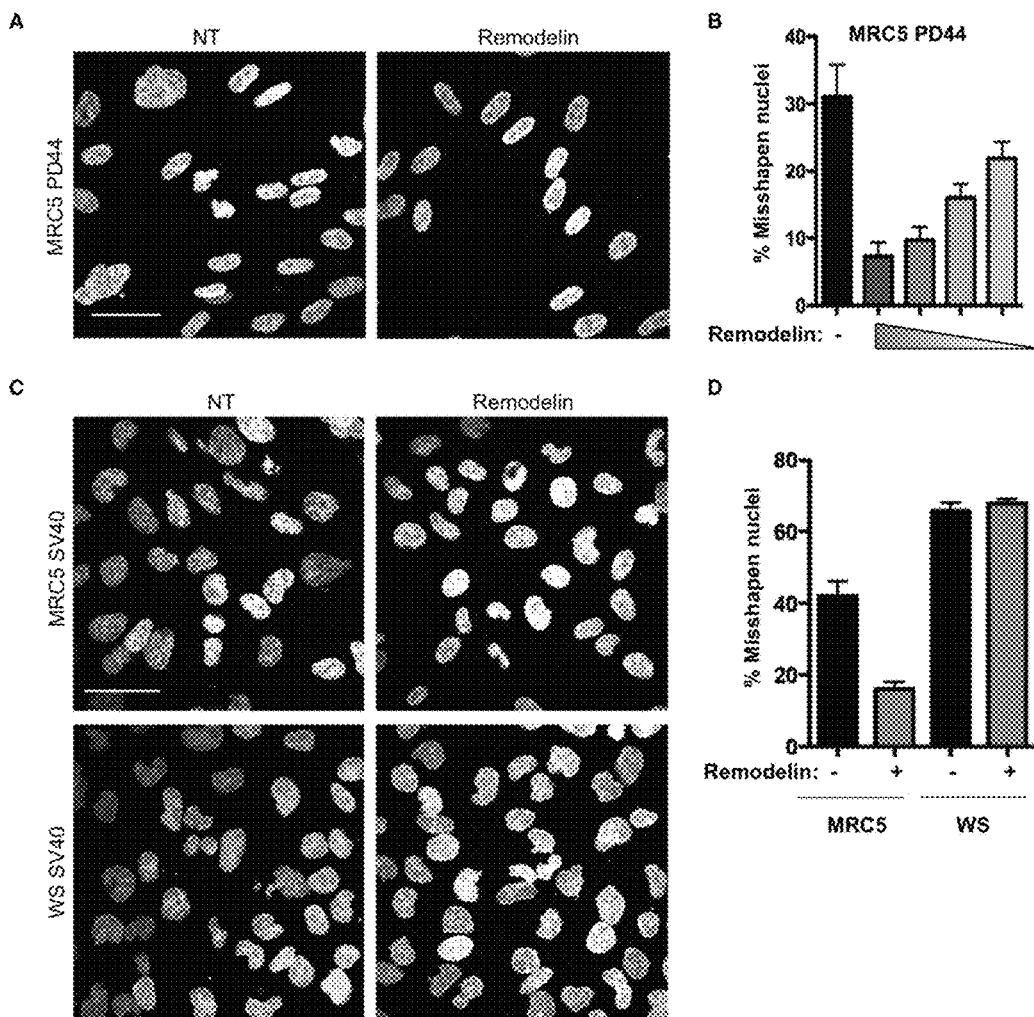 A
NT
Remodelin
MRC5 PD44
B
MRC5 PD44
40
30
20
10
0
% Misshapen nuclei
Remodelin: -
C
NT
Remodelin
MRC5 SV40
WS SV40
D
80
60
40
20
0
% Misshapen nuclei
Remodelin: - + - +
MRC5 WS